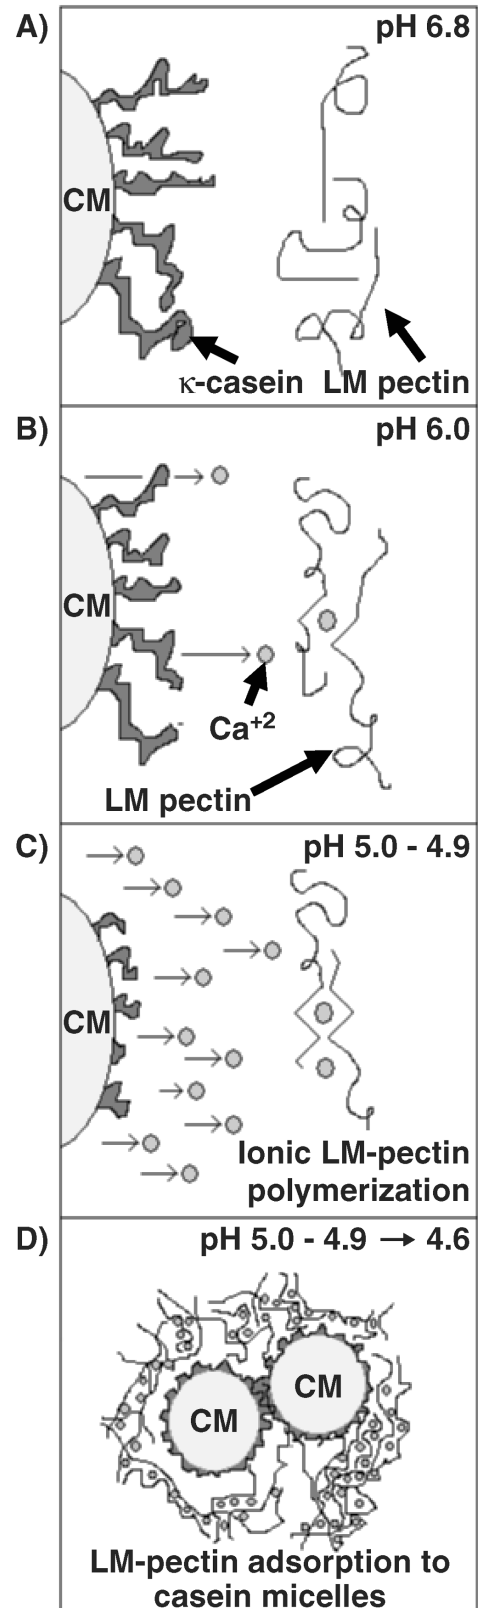 A)
pH 6.8
CM
κ-casein
LM pectin
B)
pH 6.0
CM
Ca+2
LM pectin
C)
pH 5.0 - 4.9
CM
Ionic LM-pectin
polymerization
D)
pH 5.0 - 4.9 → 4.6
CM
CM
LM-pectin adsorption to
casein micelles